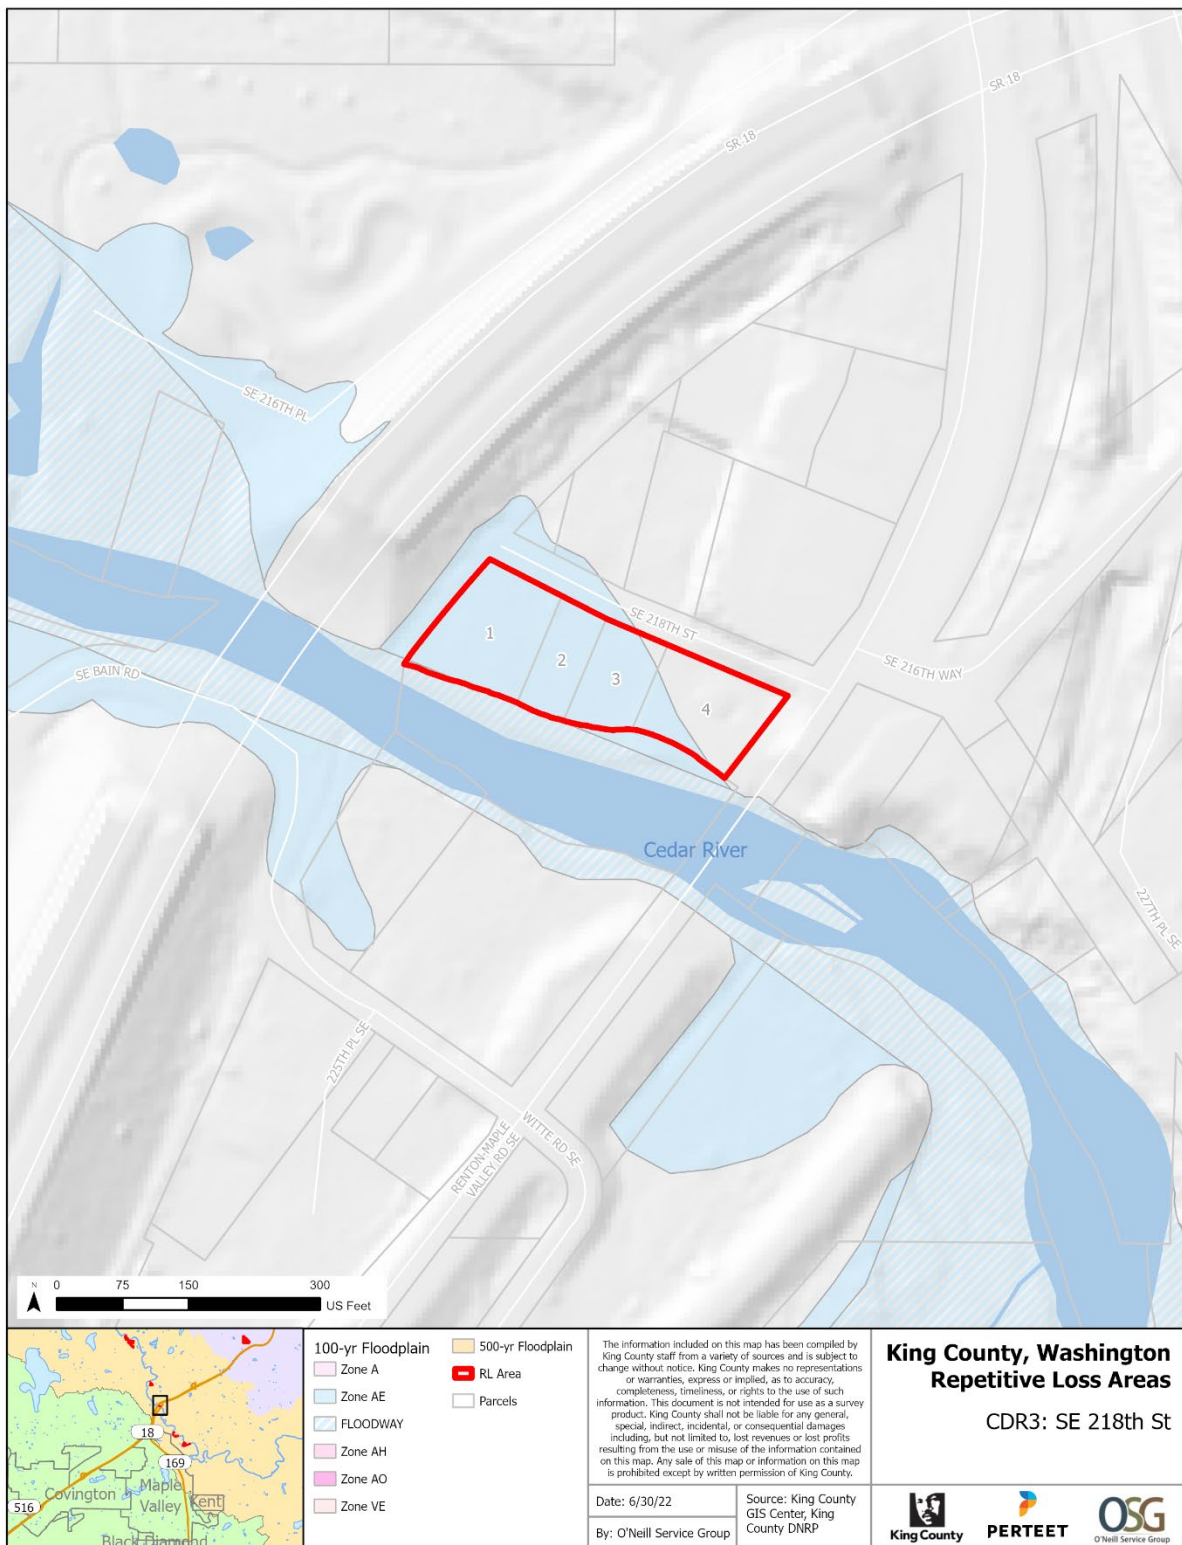 SR 18
SR 18
SE 216TH PL
SE 218TH ST
1
2
3
4
SE 216TH WAY
SE BAIN RD
Cedar River
227TH PL SE
225TH PL SE
WITTE RD SE
RENTON-MAPLE
VALLEY RD SE
N
0 75 150 300
US Feet
18
169
516
Covington
Maple
Valley
Kent
Black Diamond
100-yr Floodplain
Zone A
Zone AE
FLOODWAY
Zone AH
Zone AO
Zone VE
500-yr Floodplain
RL Area
Parcels
The information included on this map has been compiled by
King County staff from a variety of sources and is subject to
change without notice. King County makes no representations
or warranties, express or implied, as to accuracy,
completeness, timeliness, or rights to the use of such
information. This document is not intended for use as a survey
product. King County shall not be liable for any general,
special, indirect, incidental, or consequential damages
including, but not limited to, lost revenues or lost profits
resulting from the use or misuse of the information contained
on this map. Any sale of this map or information on this map
is prohibited except by written permission of King County.
Date: 6/30/22
By: O'Neill Service Group
Source: King County
GIS Center, King
County DNRP
King County, Washington
Repetitive Loss Areas
CDR3: SE 218th St
King County
PERTEET
OSG
O'Neill Service Group